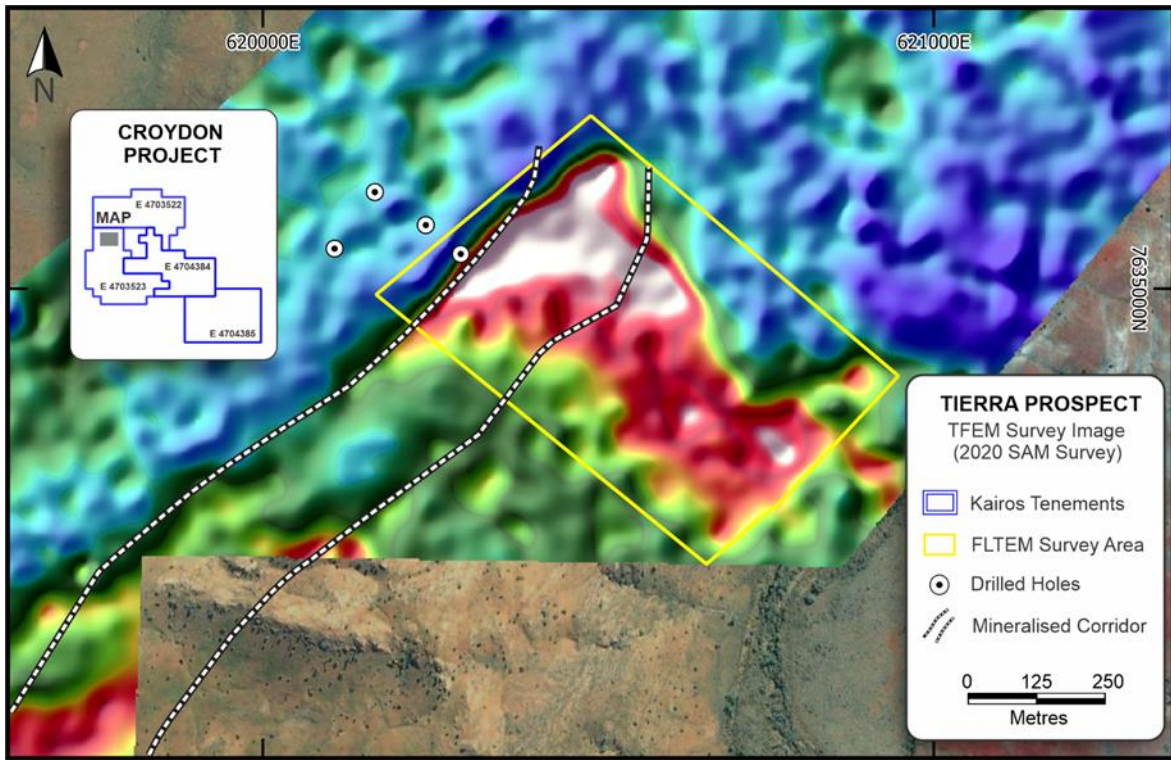 620000E
621000E
N
CROYDON
PROJECT
E 4703522
MAP
E 4704384
E 4703523
E 4704385
7635000N
TIERRA PROSPECT
TFEM Survey Image
(2020 SAM Survey)
Kairos Tenements
FLTEM Survey Area
Drilled Holes
Mineralised Corridor
0 125 250
Metres